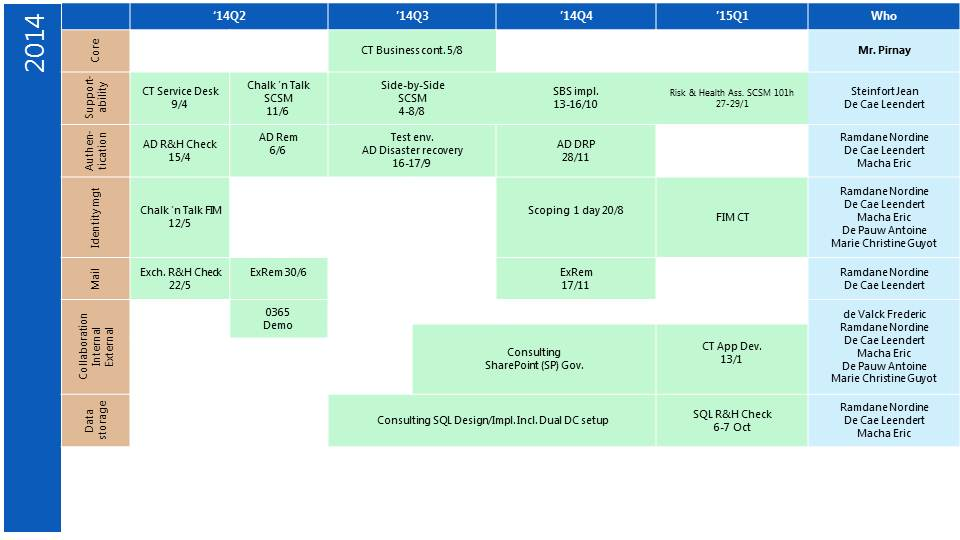 2014
'14Q2
'14Q3
'14Q4
'15Q1
Who
Core
CT Business cont. 5/8
Mr. Pirnay
Support-
ability
CT Service Desk
9/4
Chalk 'n Talk
SCSM
11/6
Side-by-Side
SCSM
4-8/8
SBS impl.
13-16/10
Risk & Health Ass. SCSM 101h
27-29/1
Steinfort Jean
De Cae Leendert
Authen-
tication
AD R&H Check
15/4
AD Rem
6/6
Test env.
AD Disaster recovery
16-17/9
AD DRP
28/11
Ramdane Nordine
De Cae Leendert
Macha Eric
Identity mgt
Chalk 'n Talk FIM
12/5
Scoping 1 day 20/8
FIM CT
Ramdane Nordine
De Cae Leendert
Macha Eric
De Pauw Antoine
Marie Christine Guyot
Mail
Exch. R&H Check
22/5
ExRem 30/6
ExRem
17/11
Ramdane Nordine
De Cae Leendert
Collaboration
Internal
External
0365
Demo
Consulting
SharePoint (SP) Gov.
CT App Dev.
13/1
de Valck Frederic
Ramdane Nordine
De Cae Leendert
Macha Eric
De Pauw Antoine
Marie Christine Guyot
Data
storage
Consulting SQL Design/Impl. Incl. Dual DC setup
SQL R&H Check
6-7 Oct
Ramdane Nordine
De Cae Leendert
Macha Eric